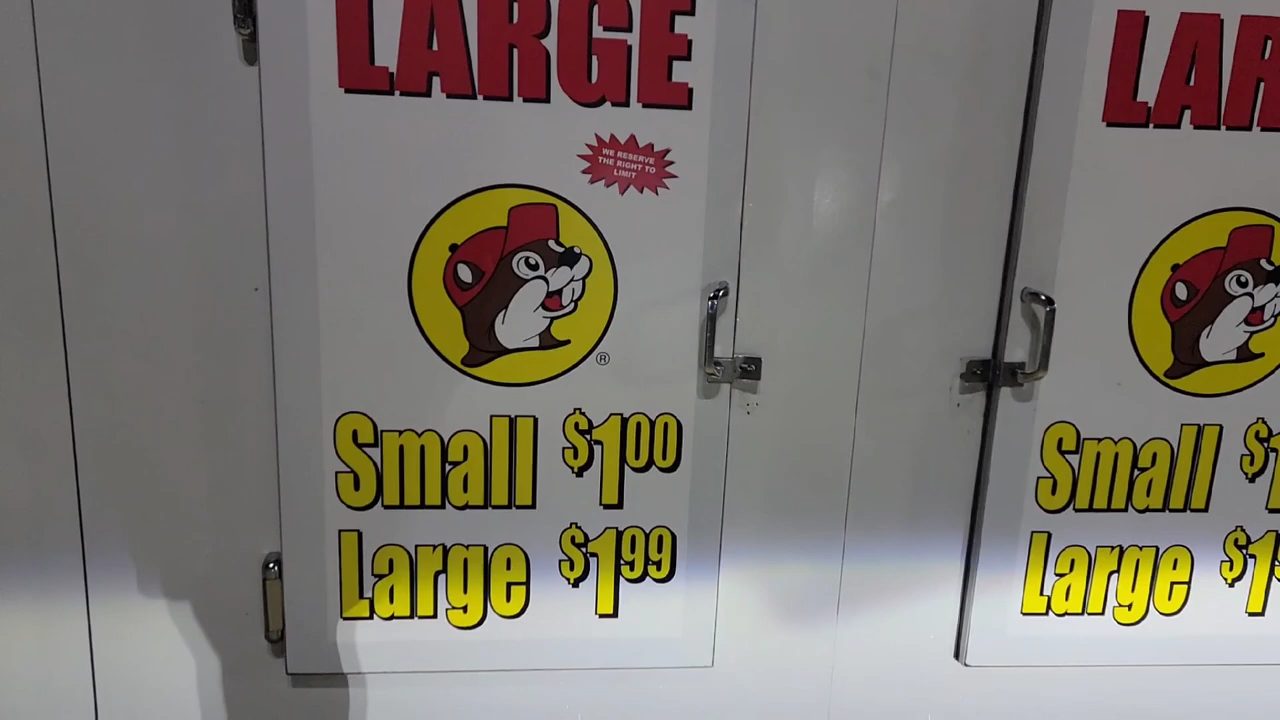 LARGE
WE RESERVE
THE RIGHT TO
LIMIT
®
Small $1.00
Large $1.99
LAR
Small $1
Large $1